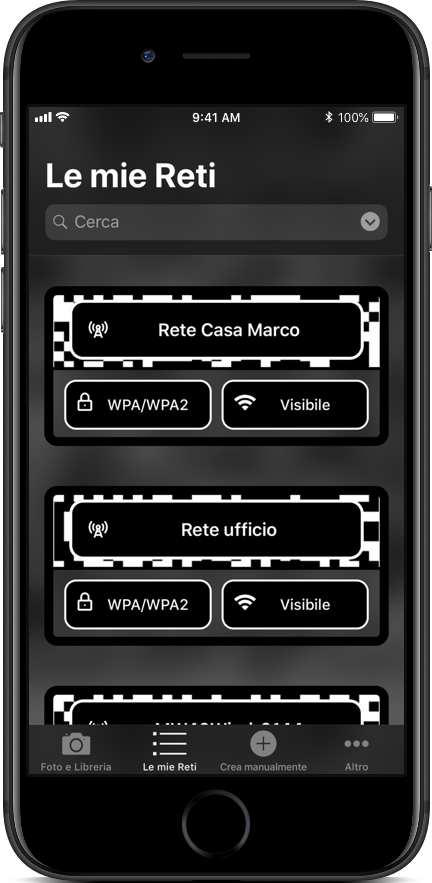 9:41 AM
100%
Le mie Reti
Cerca
Rete Casa Marco
WPA/WPA2
Visibile
Rete ufficio
WPA/WPA2
Visibile
Foto e Libreria
Le mie Reti
Crea manualmente
Altro